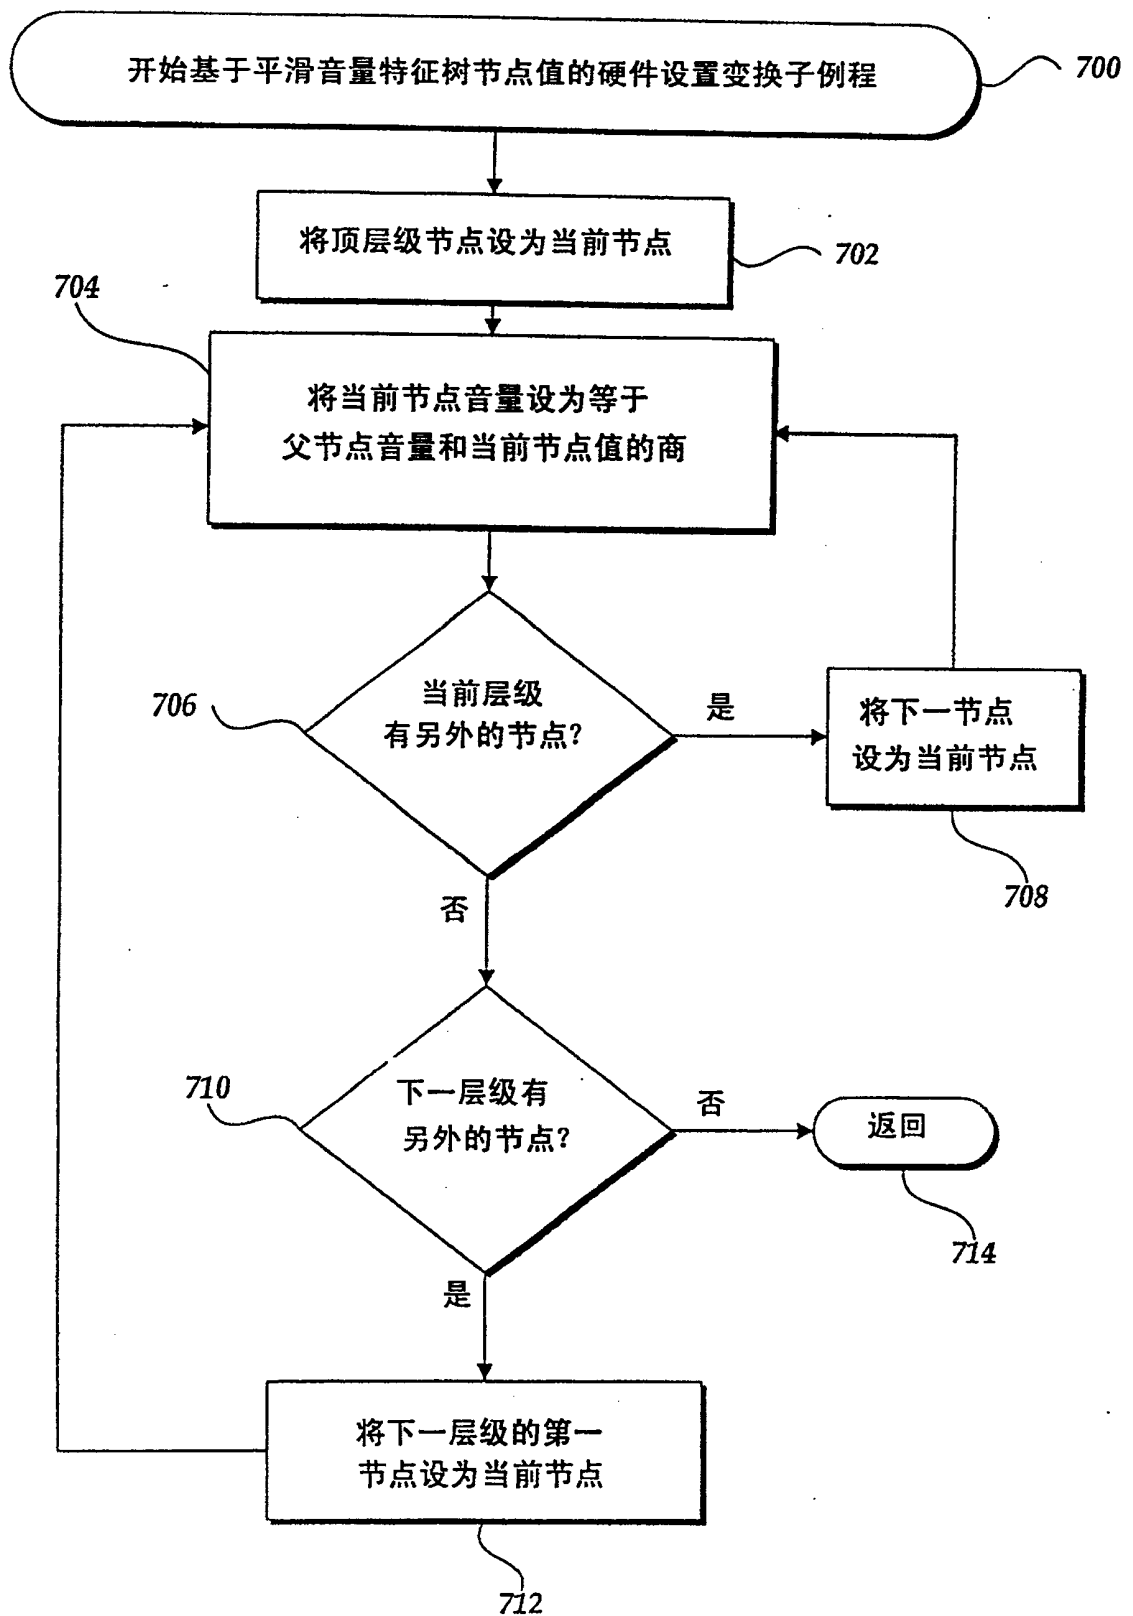 开始基于平滑音量特征树节点值的硬件设置变换子例程
700
将顶层级节点设为当前节点
702
704
将当前节点音量设为等于
父节点音量和当前节点值的商
706
当前层级
有另外的节点?
是
将下一节点
设为当前节点
708
否
710
下一层级有
另外的节点?
否
返回
714
是
将下一层级的第一
节点设为当前节点
712